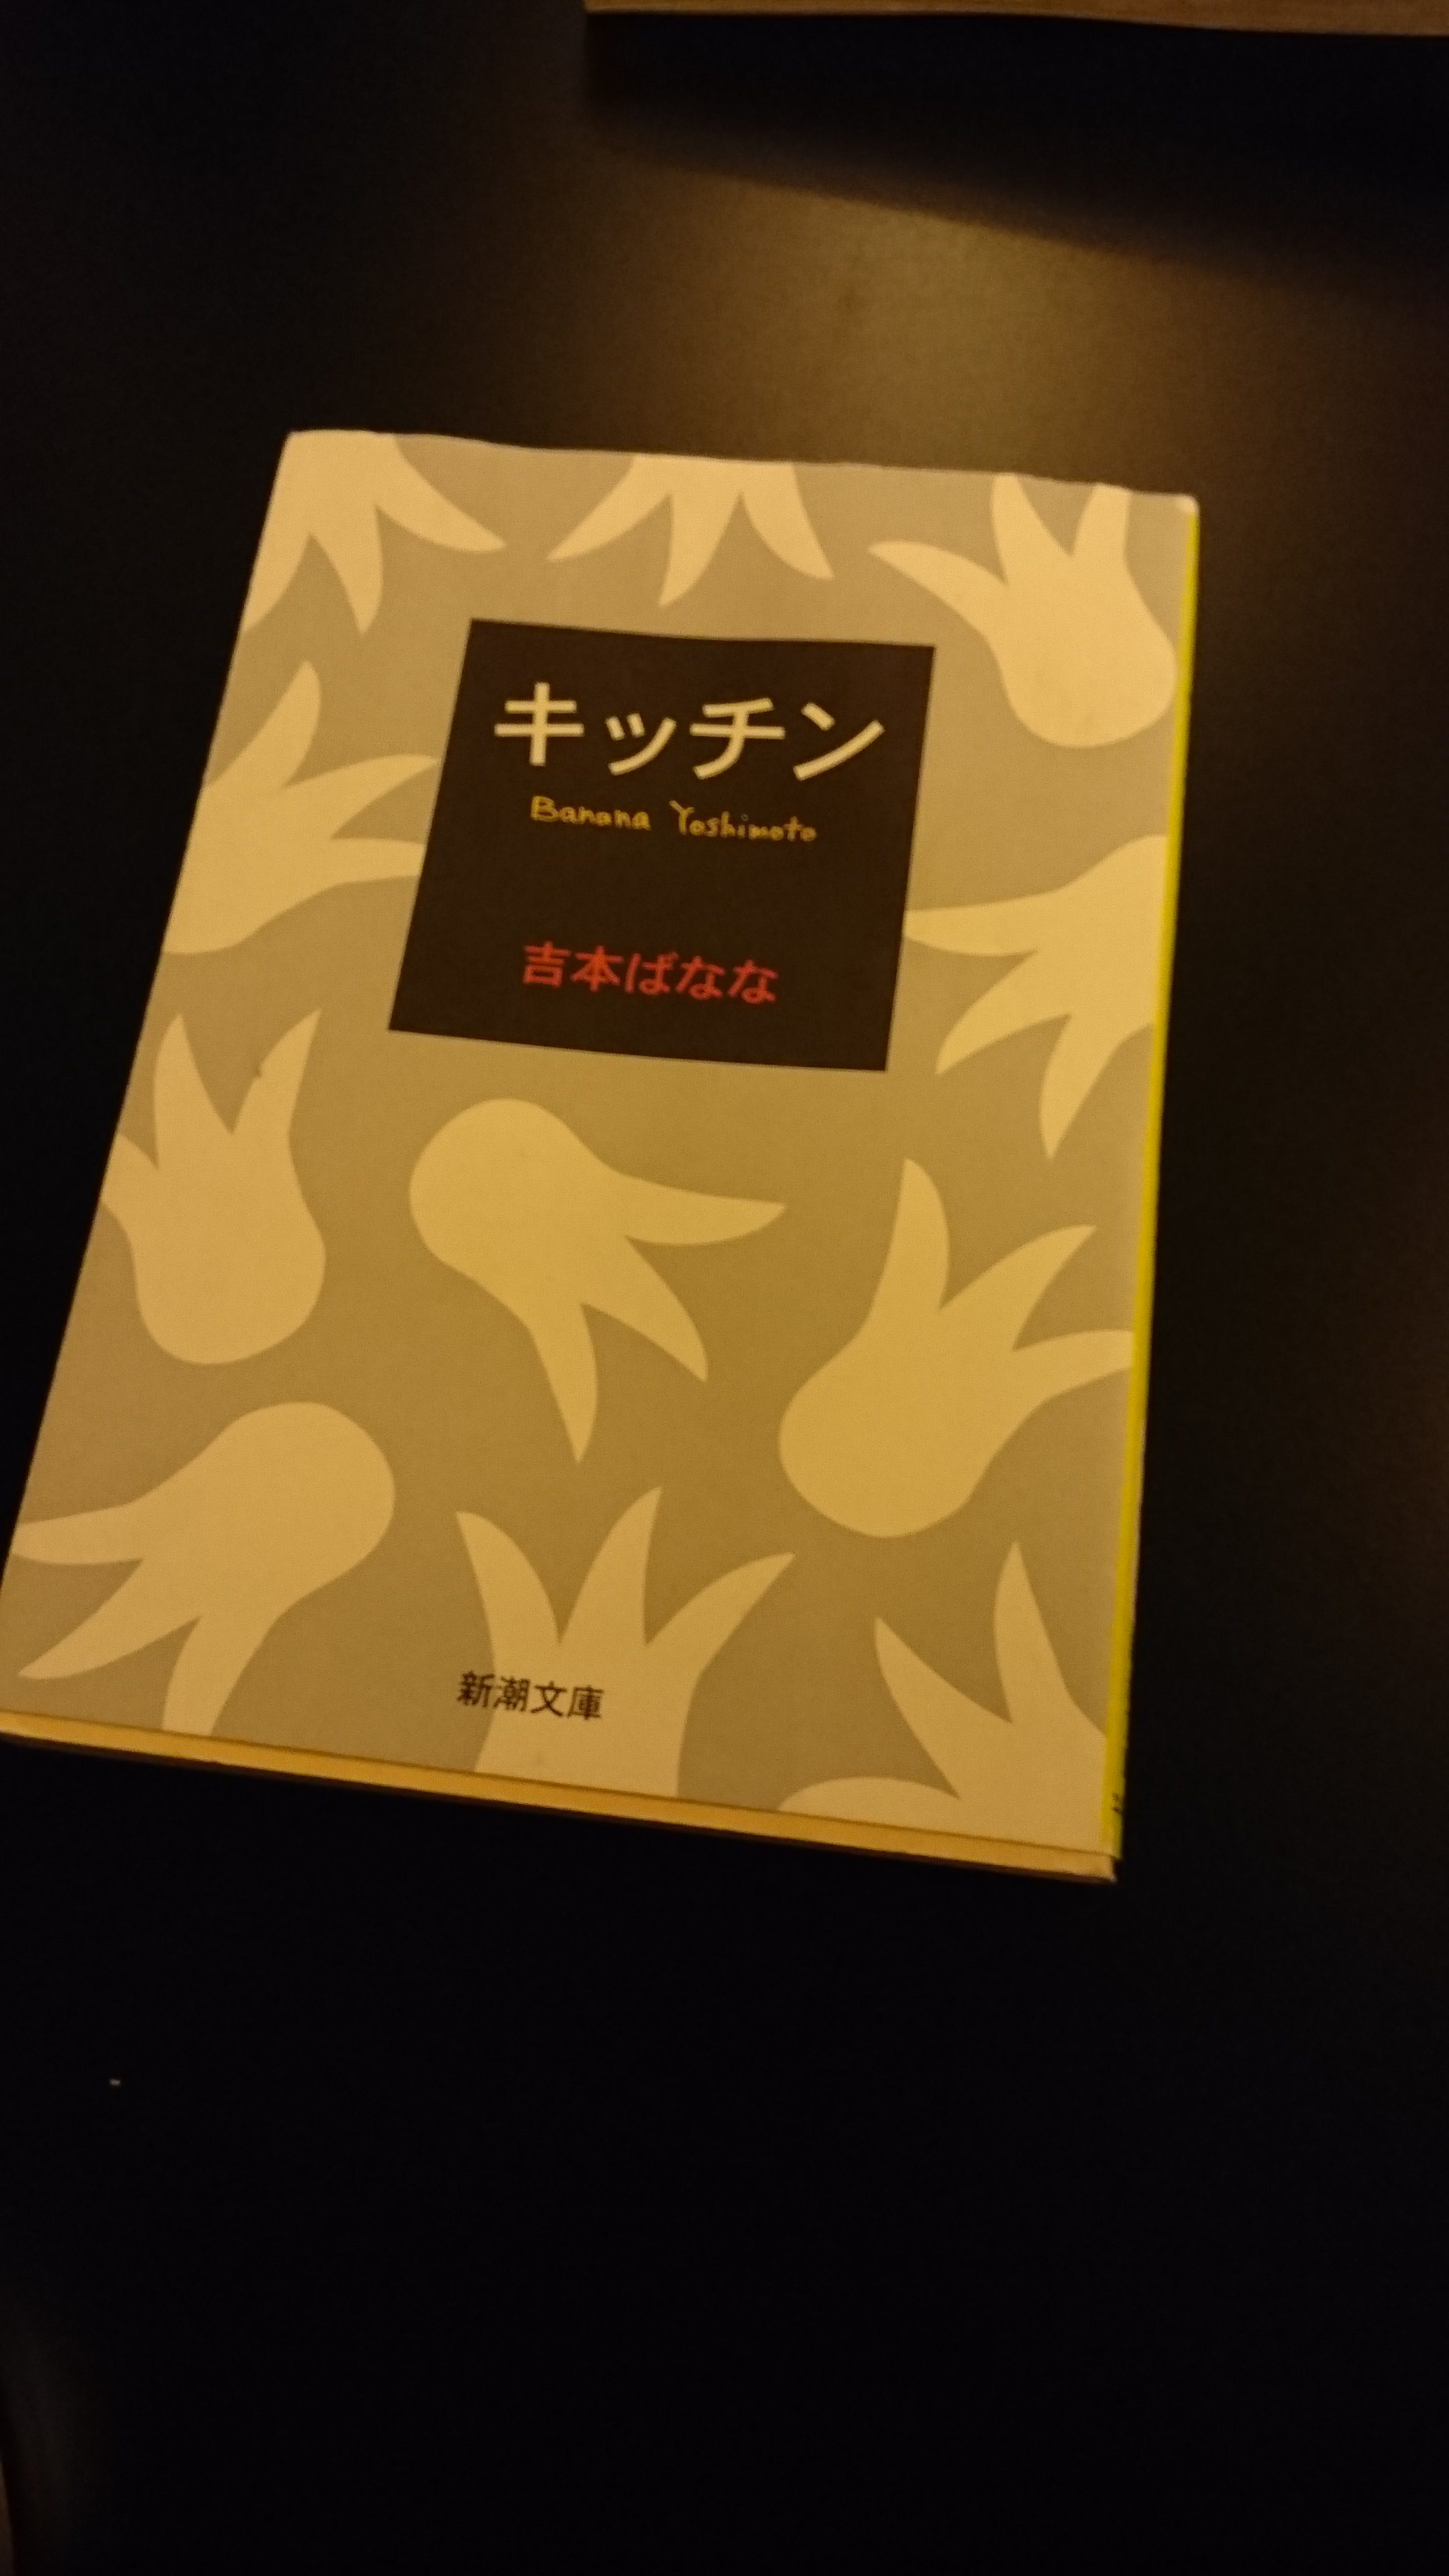 キッチン
Banana Yoshimoto
吉本ばなな
新潮文庫